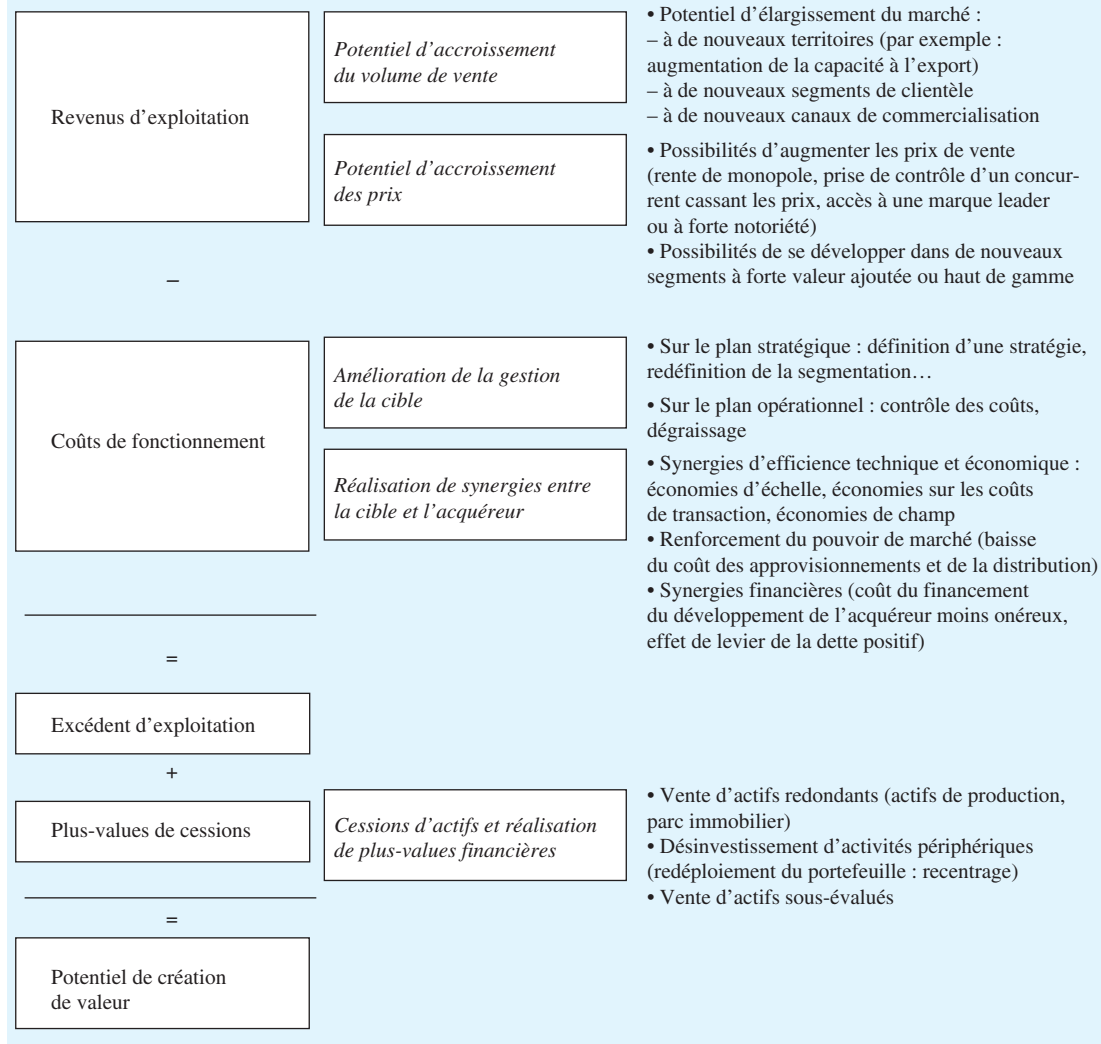 Revenus d'exploitation
Potentiel d'accroissement
du volume de vente
• Potentiel d'élargissement du marché :
– à de nouveaux territoires (par exemple :
augmentation de la capacité à l'export)
– à de nouveaux segments de clientèle
– à de nouveaux canaux de commercialisation
Potentiel d'accroissement
des prix
• Possibilités d'augmenter les prix de vente
(rente de monopole, prise de contrôle d'un concur-
rent cassant les prix, accès à une marque leader
ou à forte notoriété)
• Possibilités de se développer dans de nouveaux
segments à forte valeur ajoutée ou haut de gamme
–
Coûts de fonctionnement
Amélioration de la gestion
de la cible
• Sur le plan stratégique : définition d'une stratégie,
redéfinition de la segmentation…
• Sur le plan opérationnel : contrôle des coûts,
dégraissage
Réalisation de synergies entre
la cible et l'acquéreur
• Synergies d'efficience technique et économique :
économies d'échelle, économies sur les coûts
de transaction, économies de champ
• Renforcement du pouvoir de marché (baisse
du coût des approvisionnements et de la distribution)
• Synergies financières (coût du financement
du développement de l'acquéreur moins onéreux,
effet de levier de la dette positif)
=
Excédent d'exploitation
+
Plus-values de cessions
Cessions d'actifs et réalisation
de plus-values financières
• Vente d'actifs redondants (actifs de production,
parc immobilier)
• Désinvestissement d'activités périphériques
(redéploiement du portefeuille : recentrage)
• Vente d'actifs sous-évalués
=
Potentiel de création
de valeur